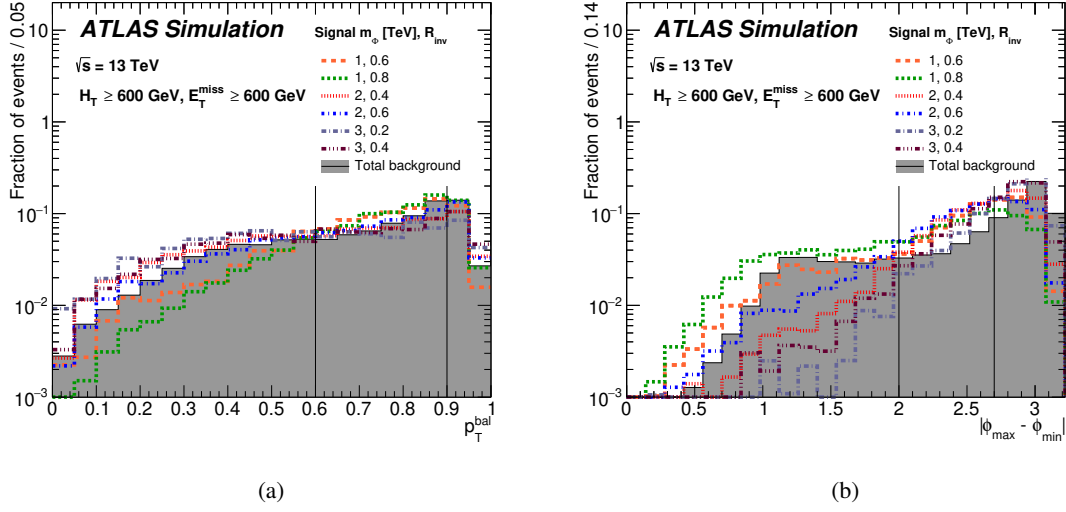 Fraction of events / 0.05
ATLAS Simulation
√s = 13 TeV
H_T ≥ 600 GeV, E_T^miss ≥ 600 GeV
Signal m_Φ [TeV], R_inv
1, 0.6
1, 0.8
2, 0.4
2, 0.6
3, 0.2
3, 0.4
Total background
10
1
10⁻¹
10⁻²
10⁻³
0 0.1 0.2 0.3 0.4 0.5 0.6 0.7 0.8 0.9 1
p_T^bal
(a)
Fraction of events / 0.14
ATLAS Simulation
√s = 13 TeV
H_T ≥ 600 GeV, E_T^miss ≥ 600 GeV
Signal m_Φ [TeV], R_inv
1, 0.6
1, 0.8
2, 0.4
2, 0.6
3, 0.2
3, 0.4
Total background
10
1
10⁻¹
10⁻²
10⁻³
0 0.5 1 1.5 2 2.5 3
|ϕ_max - ϕ_min|
(b)